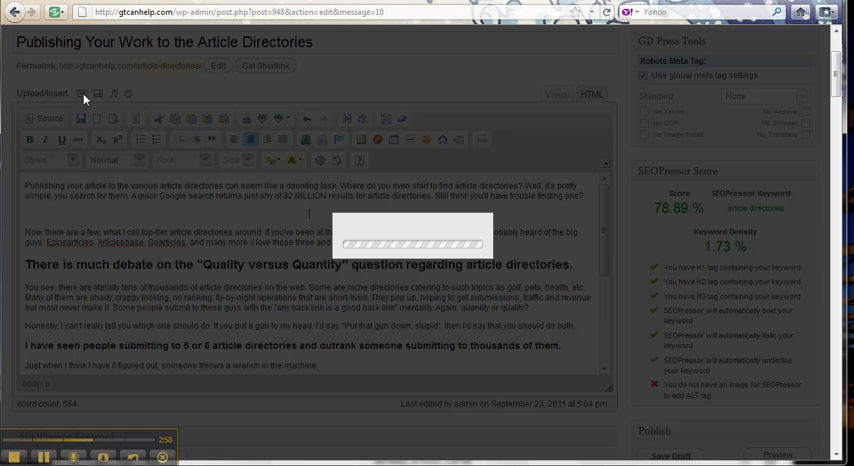 http://gtcanhelp.com/wp-admin/post.php?post=948&action=edit&message=10
Yahoo
Publishing Your Work to the Article Directories
Permalink: http://gtcanhelp.com/article-directories/ Edit Get Shortlink
Upload/Insert
Visual HTML
Source
Styles Normal Font Size
Publishing your article to the various article directories can seem like a daunting task. Where do you even start to find article directories? Well, it's pretty
simple, you search for them. A quick Google search returns just shy of 82 MILLION results for article directories. Still think you'll have trouble finding one?
Now, there are a few, what I call top-tier article directories around. If you've been at th obably heard of the big
guys: Ezinearticles, Articlesbase, Goarticles, and many more. I love those three and
There is much debate on the "Quality versus Quantity" question regarding article directories.
You see, there are literally tens of thousands of article directories on the web. Some are niche directories catering to such topics as golf, pets, health, etc...
Many of them are shady, crappy looking, no ranking, fly-by-night operations that are short-lived. They pop up, hoping to get submissions, traffic and revenue
but most never make it. Some people submit to these guys with the "any back link is a good back link" mentality. Again, quantity or quality?
Honestly, I can't really tell you which one should do. If you put a gun to my head, I'd say, "Put that gun down, stupid", then I'd say that you should do both.
I have seen people submitting to 5 or 6 article directories and outrank someone submitting to thousands of them.
Just when I think I have it figured out, someone throws a wrench in the machine.
body p
Word count: 564 Last edited by admin on September 23, 2011 at 5:04 pm
SEOPressor Keyword
2:58
GD Press Tools
Robots Meta Tag:
Use global meta tag settings
Standard None
No Yahoo No Archive
No ODP No Snippet
No Image Index No Translate
SEOPressor Score
Score SEOPressor Keyword
78.89 % article directories
Keyword Density
1.73 %
You have H1 tag containing your keyword
You have H2 tag containing your keyword
You have H3 tag containing your keyword
SEOPressor will automatically bold your
keyword
SEOPressor will automatically italic your
keyword
SEOPressor will automatically underline
your keyword
You do not have an image for SEOPressor
to add ALT tag
Publish
Save Draft Preview